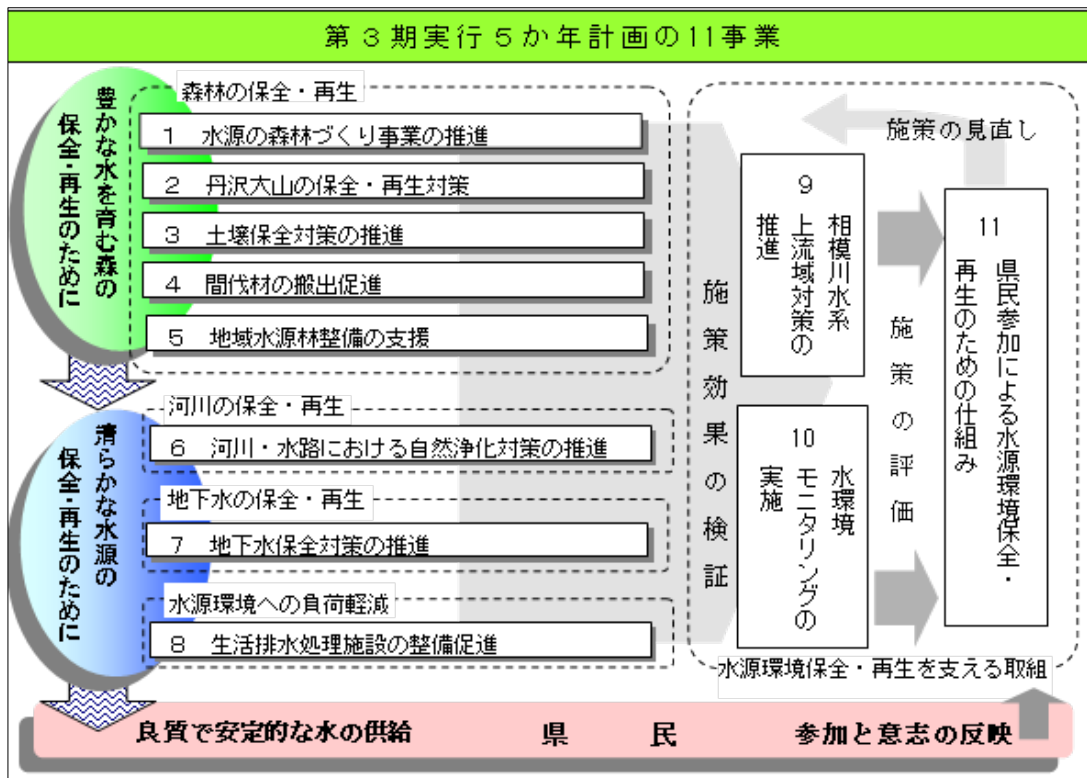 第３期実行５か年計画の11事業
豊かな水を育む森の
保全・再生のために
森林の保全・再生
１ 水源の森林づくり事業の推進
２ 丹沢大山の保全・再生対策
３ 土壌保全対策の推進
４ 間伐材の搬出促進
５ 地域水源林整備の支援
清らかな水源の
保全・再生のために
河川の保全・再生
６ 河川・水路における自然浄化対策の推進
地下水の保全・再生
７ 地下水保全対策の推進
水源環境への負荷軽減
８ 生活排水処理施設の整備促進
施策効果の検証
９ 相模川水系
上流域対策の
推進
10 水環境
モニタリングの
実施
施策の評価
施策の見直し
11 県民参加による水源環境保全・
再生のための仕組み
水源環境保全・再生を支える取組
良質で安定的な水の供給 県 民 参加と意志の反映